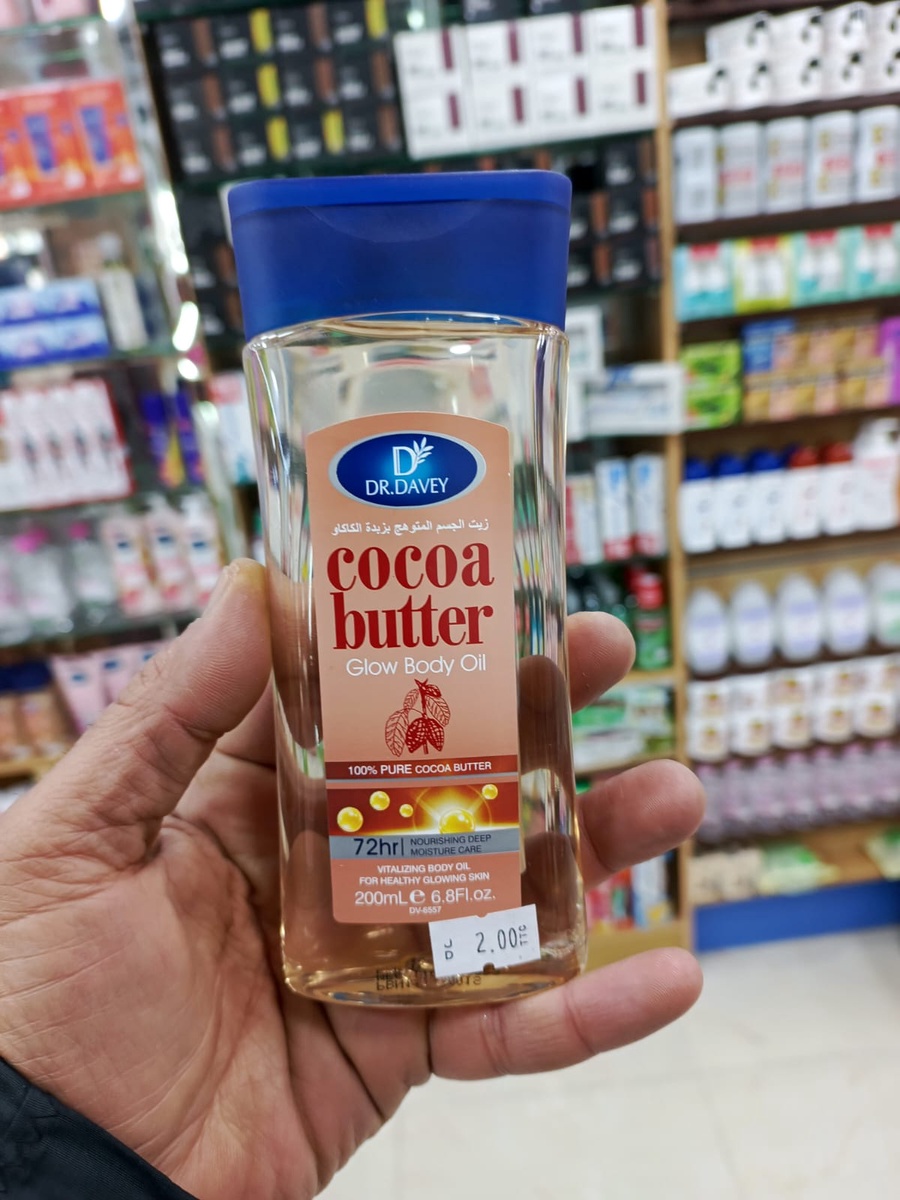 DR.DAVEY
زيت الجسم المتوهج بزبدة الكاكاو
cocoa
butter
Glow Body Oil
100% PURE COCOA BUTTER
72hr NOURISHING DEEP
MOISTURE CARE
VITALIZING BODY OIL
FOR HEALTHY GLOWING SKIN
200mL e 6.8Fl.oz.
DV-6557
JD 2.00 TTC